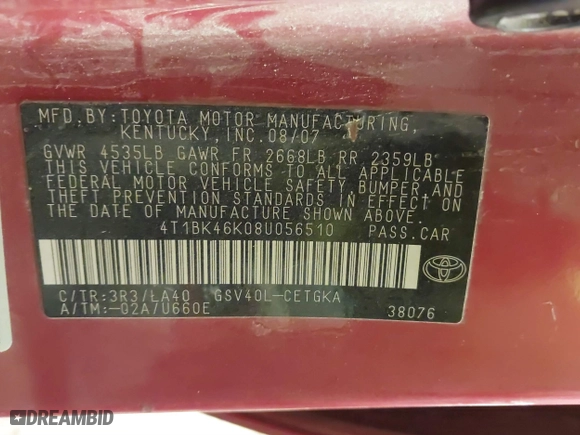 MFD.BY:TOYOTA MOTOR MANUFACTURING,
KENTUCKY, INC. 08/07
GVWR 4535LB GAWR FR 2668LB RR 2359LB
THIS VEHICLE CONFORMS TO ALL APPLICABLE
FEDERAL MOTOR VEHICLE SAFETY, BUMPER AND
THEFT PREVENTION STANDARDS IN EFFECT ON
THE DATE OF MANUFACTURE SHOWN ABOVE.
4T1BK46K08U056510 PASS.CAR
C/TR:3R3/LA40 GSV40L-CETGKA
A/TM:-02A/U660E 38076
TOYOTA
DREAMBID